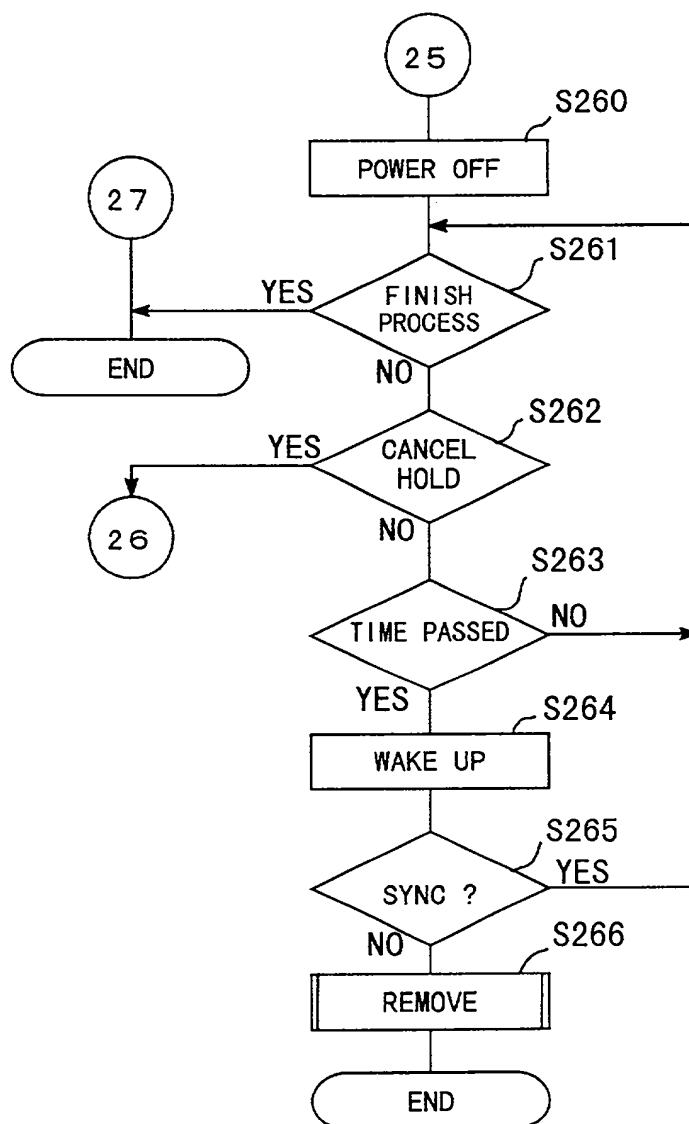 25
S260
POWER OFF
27
S261
YES
FINISH
PROCESS
END
NO
S262
YES
CANCEL
HOLD
26
NO
S263
TIME PASSED
NO
YES
S264
WAKE UP
S265
SYNC ?
YES
NO
S266
REMOVE
END